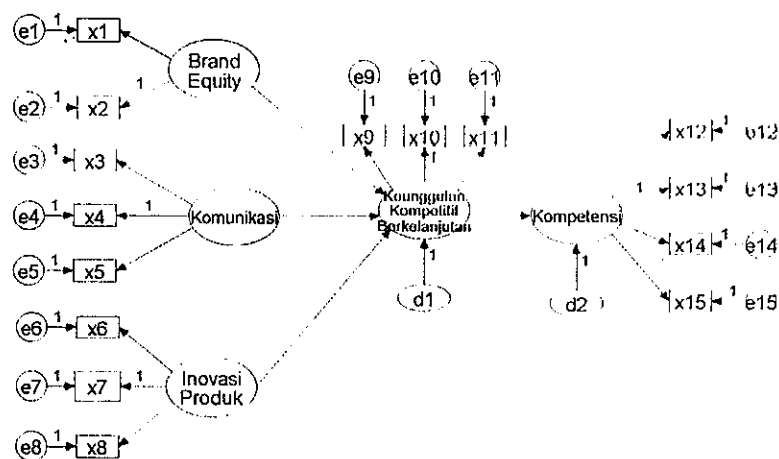 e1 1 x1
Brand
Equity
1
e2 1 x2
e3 1 x3
e4 1 x4 1 Komunikasi
e5 1 x5
e6 1 x6
e7 1 x7 1
Inovasi
Produk
e8 1 x8
e9 e10 e11
1 1 1
x9 x10 x11
1
Keunggulan
Kompetitif
Berkelanjutan
1
d1
1 Kompetensi
1
d2
x12 1 e12
x13 1 e13
x14 1 e14
x15 1 e15